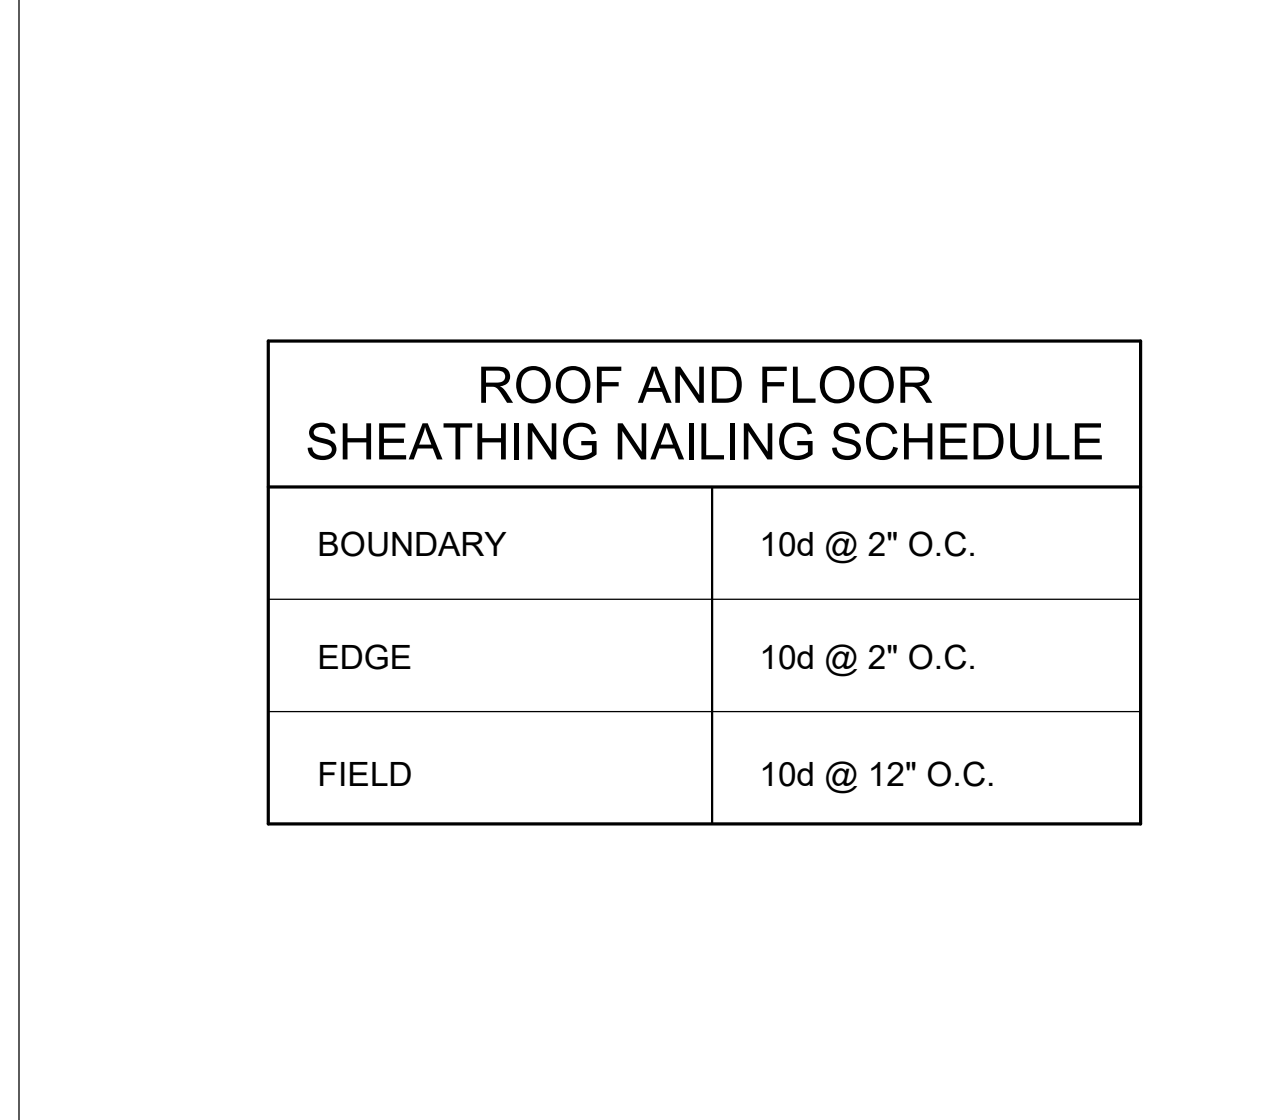 ROOF AND FLOOR
SHEATHING NAILING SCHEDULE
BOUNDARY 10d @ 2" O.C.
EDGE 10d @ 2" O.C.
FIELD 10d @ 12" O.C.